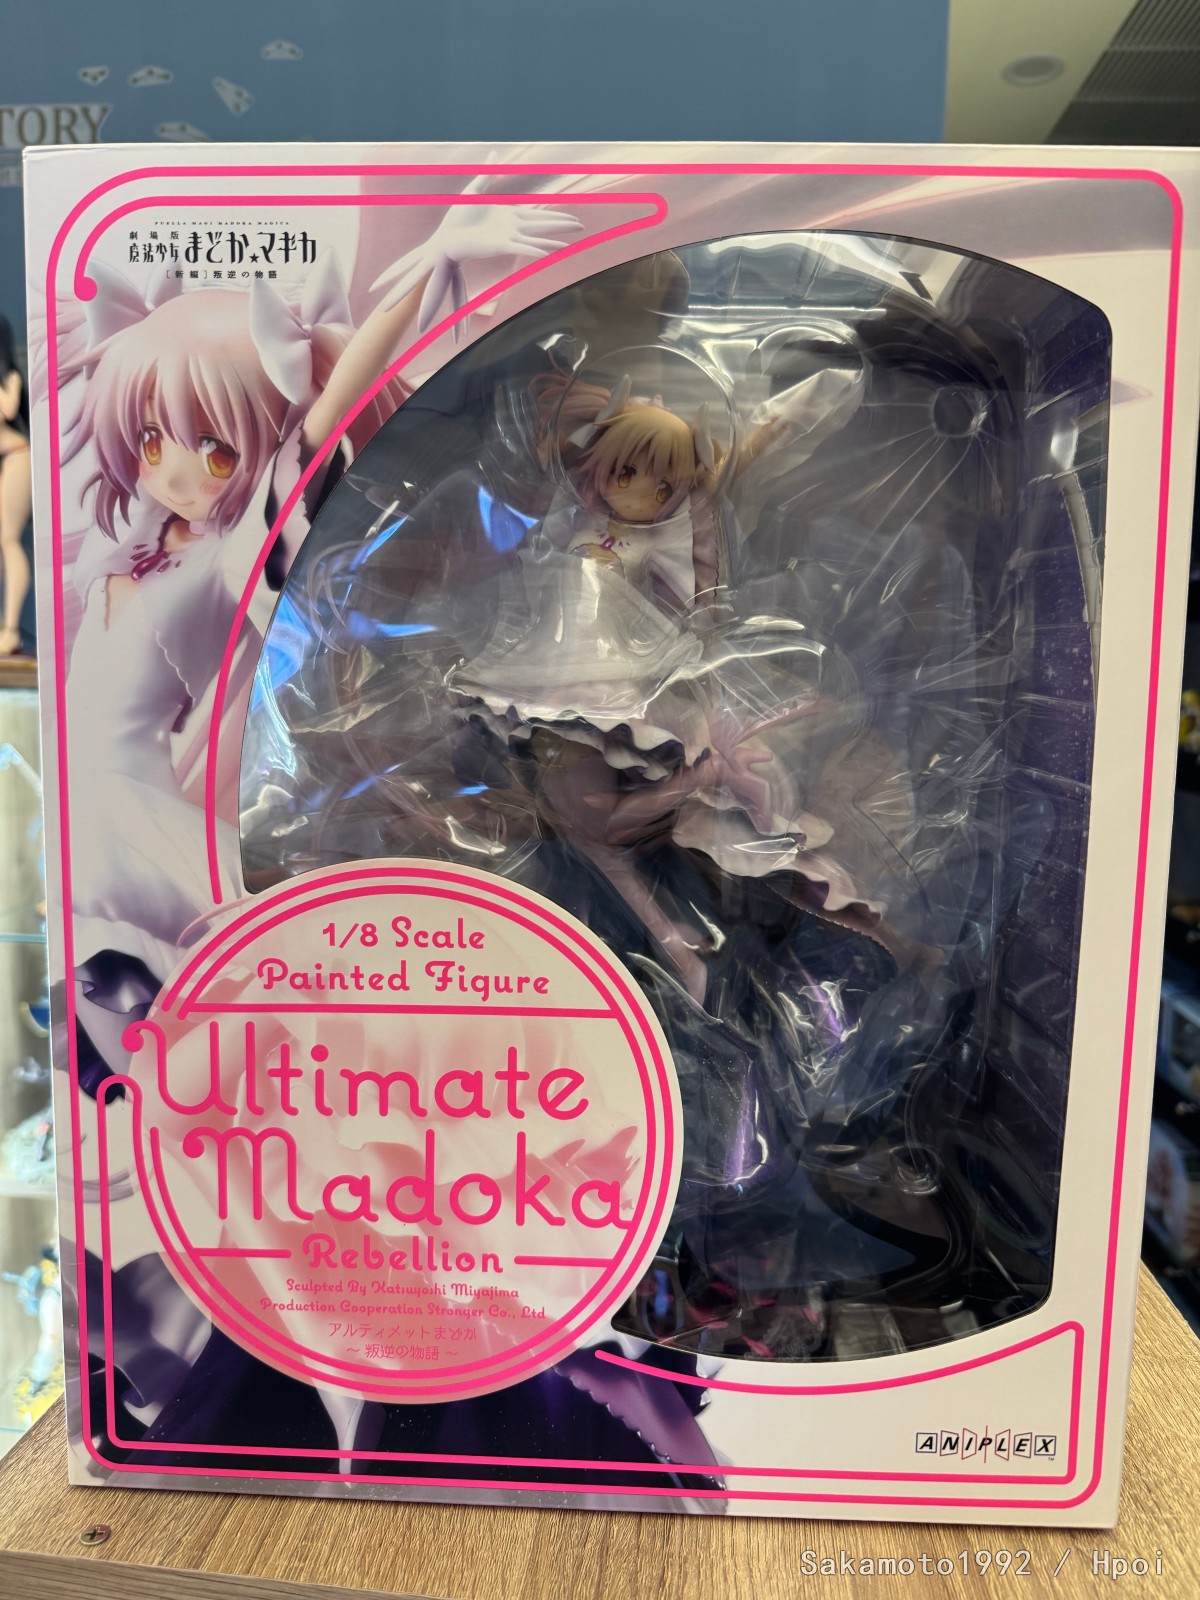 TORY
PUELLA MAGI MADOKA MAGICA
劇場版
魔法少女まどか★マギカ
[新編]叛逆の物語
1/8 Scale
Painted Figure
Ultimate
Madoka
Rebellion
Sculpted By Katsuyoshi Miyajima
Production Cooperation Stronger Co., Ltd
アルティメットまどか
～ 叛逆の物語 ～
ANIPLEX
TM
Sakamoto1992 / Hpoi